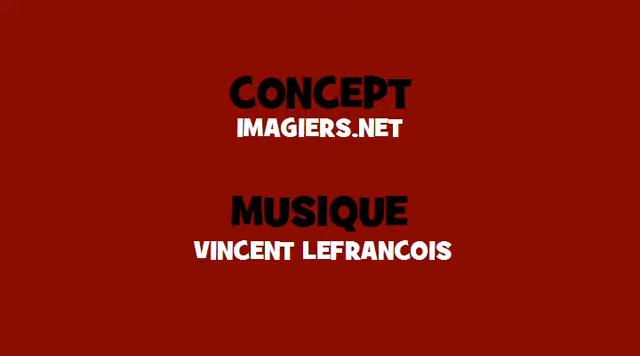 CONCEPT
IMAGIERS.NET
MUSIQUE
VINCENT LEFRANCOIS